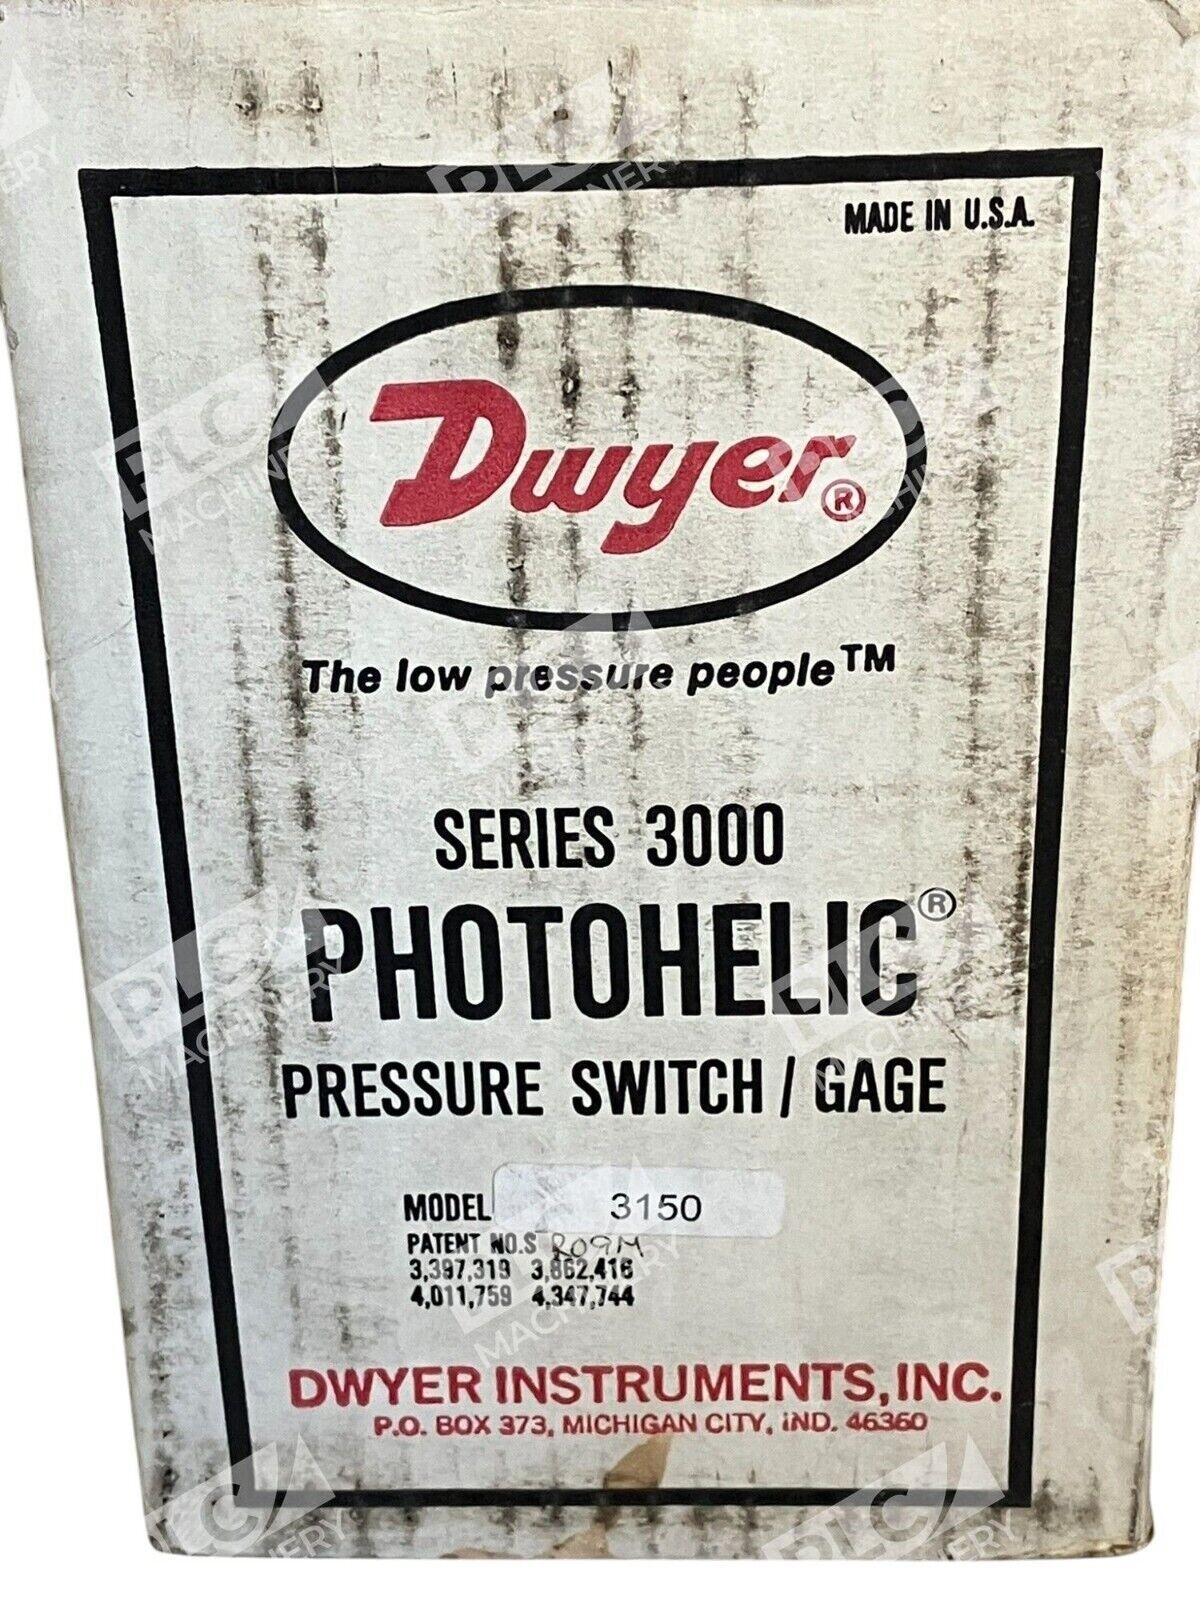 MADE IN U.S.A.
Dwyer®
The low pressure people™
SERIES 3000
PHOTOHELIC®
PRESSURE SWITCH / GAGE
MODEL 3150
PATENT NO.S R09M
3,397,319 3,862,416
4,011,759 4,347,744
DWYER INSTRUMENTS, INC.
P.O. BOX 373, MICHIGAN CITY, IND. 46360
PLC MACHINERY